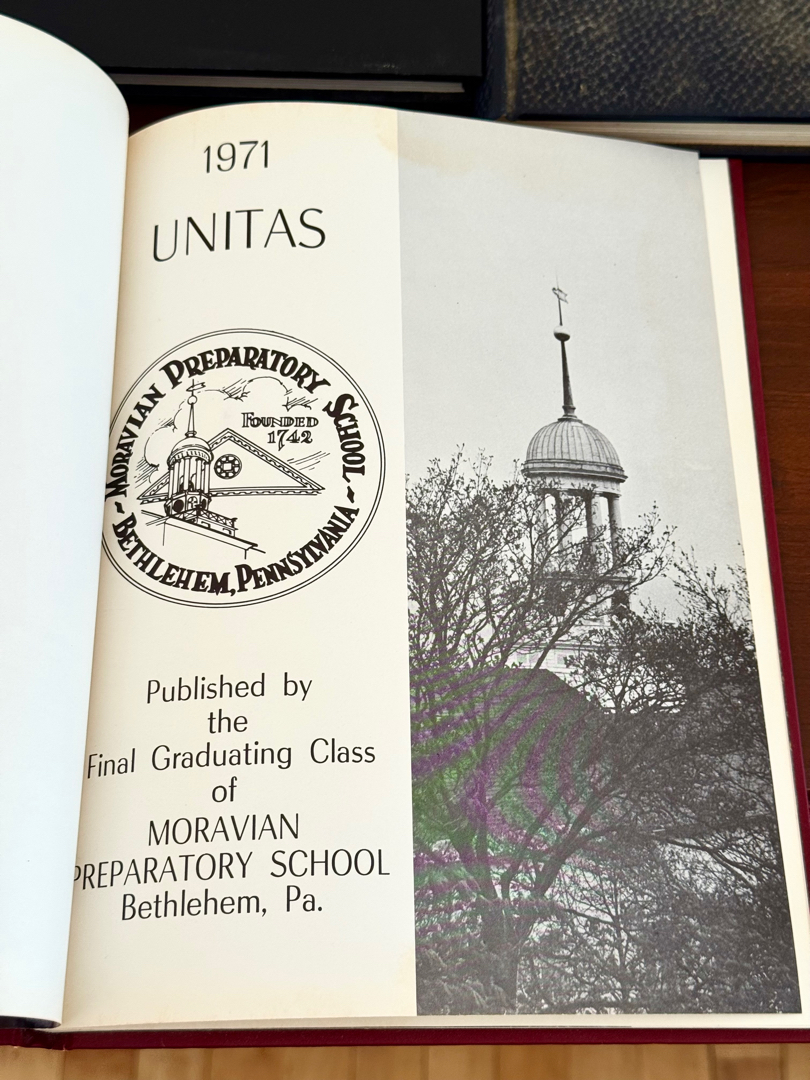 1971
UNITAS
~ MORAVIAN PREPARATORY SCHOOL ~
FOUNDED
1742
BETHLEHEM, PENNSYLVANIA
Published by
the
Final Graduating Class
of
MORAVIAN
PREPARATORY SCHOOL
Bethlehem, Pa.